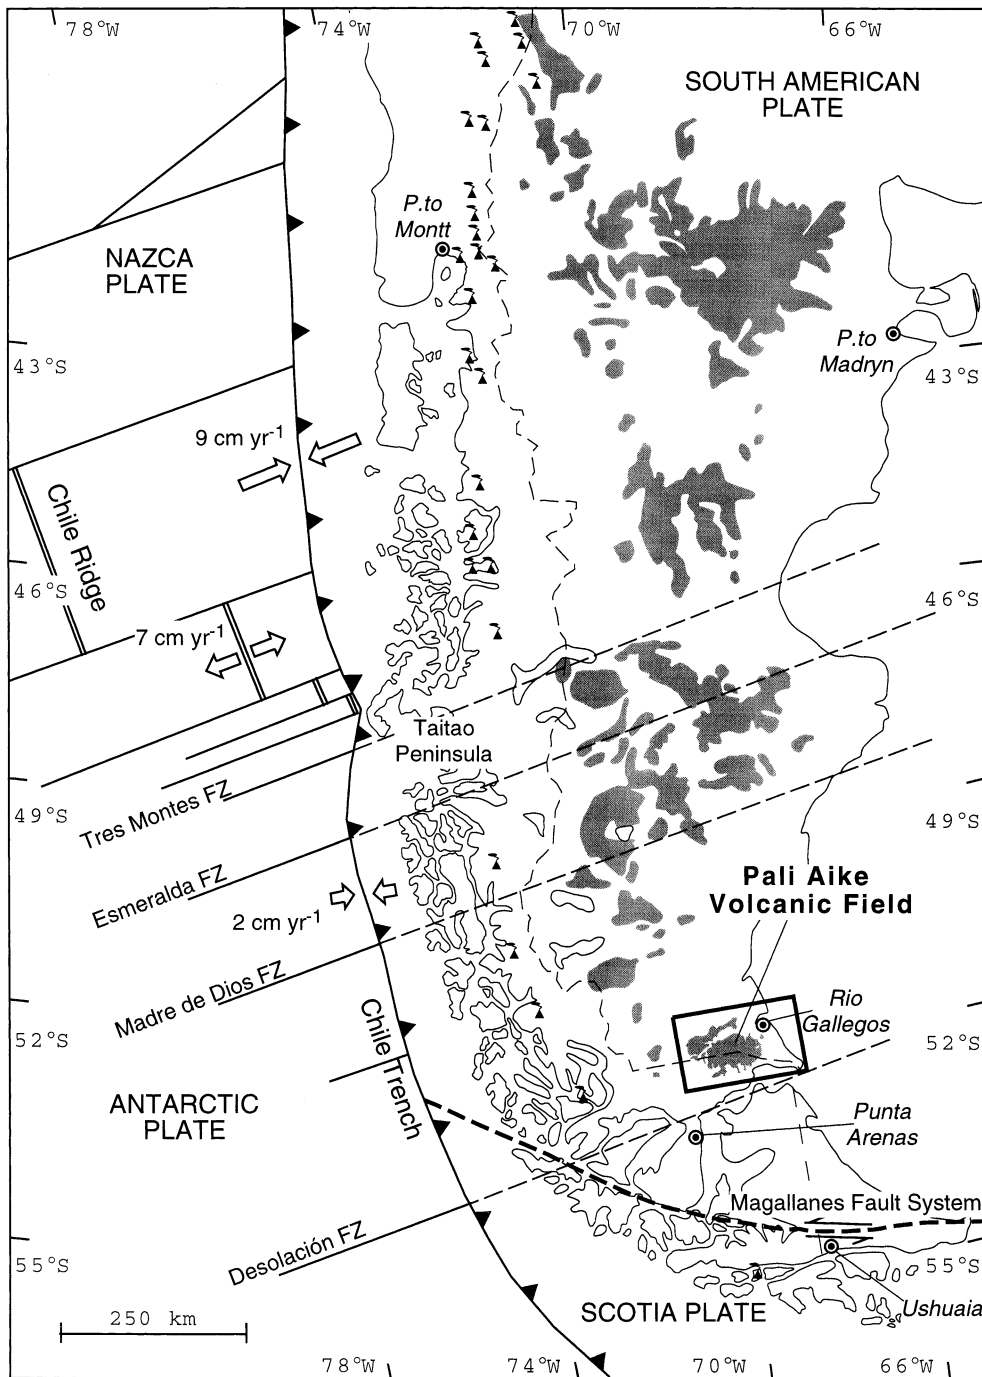 78°W
74°W
70°W
66°W
SOUTH AMERICAN
PLATE
P.to
Montt
NAZCA
PLATE
P.to
Madryn
43°S
43°S
9 cm yr-1
Chile Ridge
46°S
46°S
7 cm yr-1
Taitao
Peninsula
49°S
49°S
Tres Montes FZ
Esmeralda FZ
Pali Aike
Volcanic Field
2 cm yr-1
Madre de Dios FZ
Rio
Gallegos
52°S
52°S
Chile Trench
ANTARCTIC
PLATE
Punta
Arenas
Magallanes Fault System
Desolación FZ
55°S
55°S
SCOTIA PLATE
Ushuaia
250 km
78°W
74°W
70°W
66°W